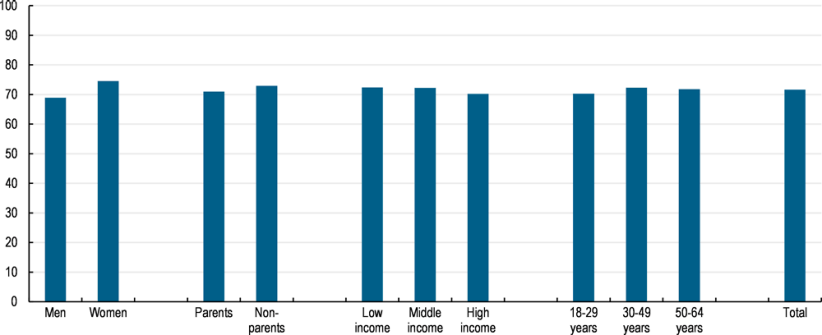 100
90
80
70
60
50
40
30
20
10
0
Men
Women
Parents
Non-
parents
Low
income
Middle
income
High
income
18-29
years
30-49
years
50-64
years
Total